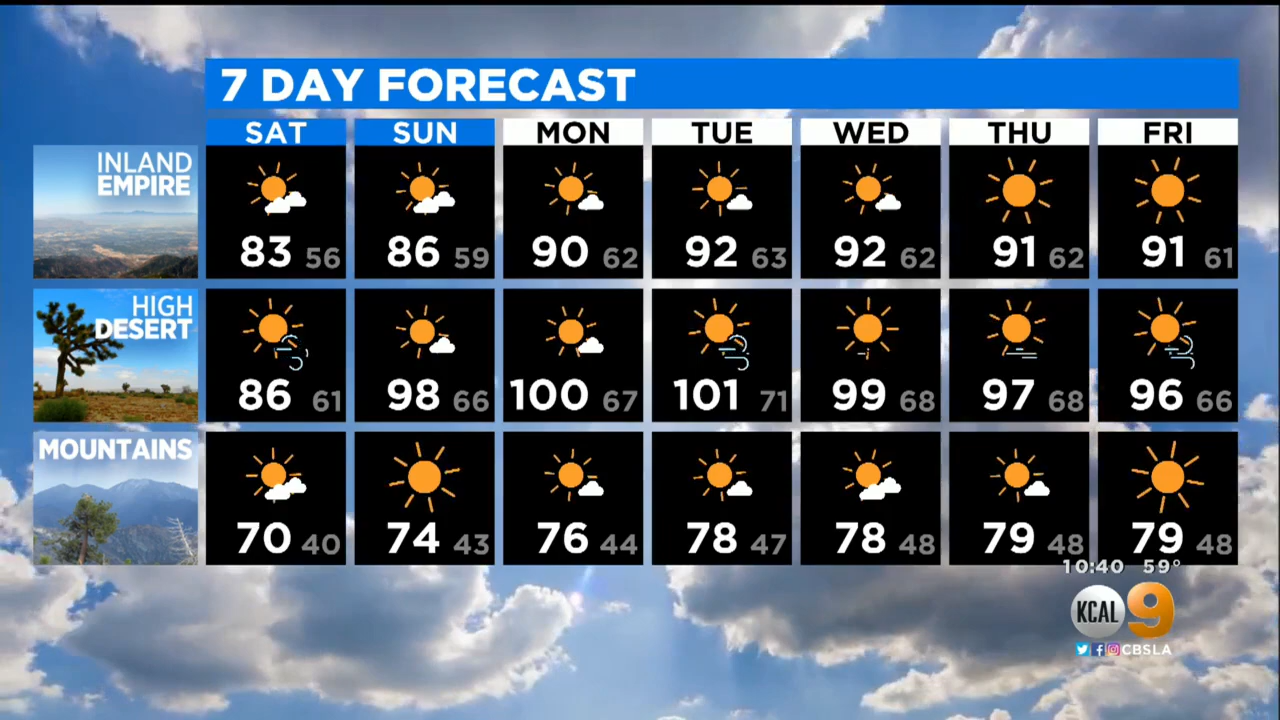 7 DAY FORECAST
SAT SUN MON TUE WED THU FRI
INLAND
EMPIRE
83 56 86 59 90 62 92 63 92 62 91 62 91 61
HIGH
DESERT
86 61 98 66 100 67 101 71 99 68 97 68 96 66
MOUNTAINS
70 40 74 43 76 44 78 47 78 48 79 48 79 48
10:40 59°
KCAL 9
CBSLA